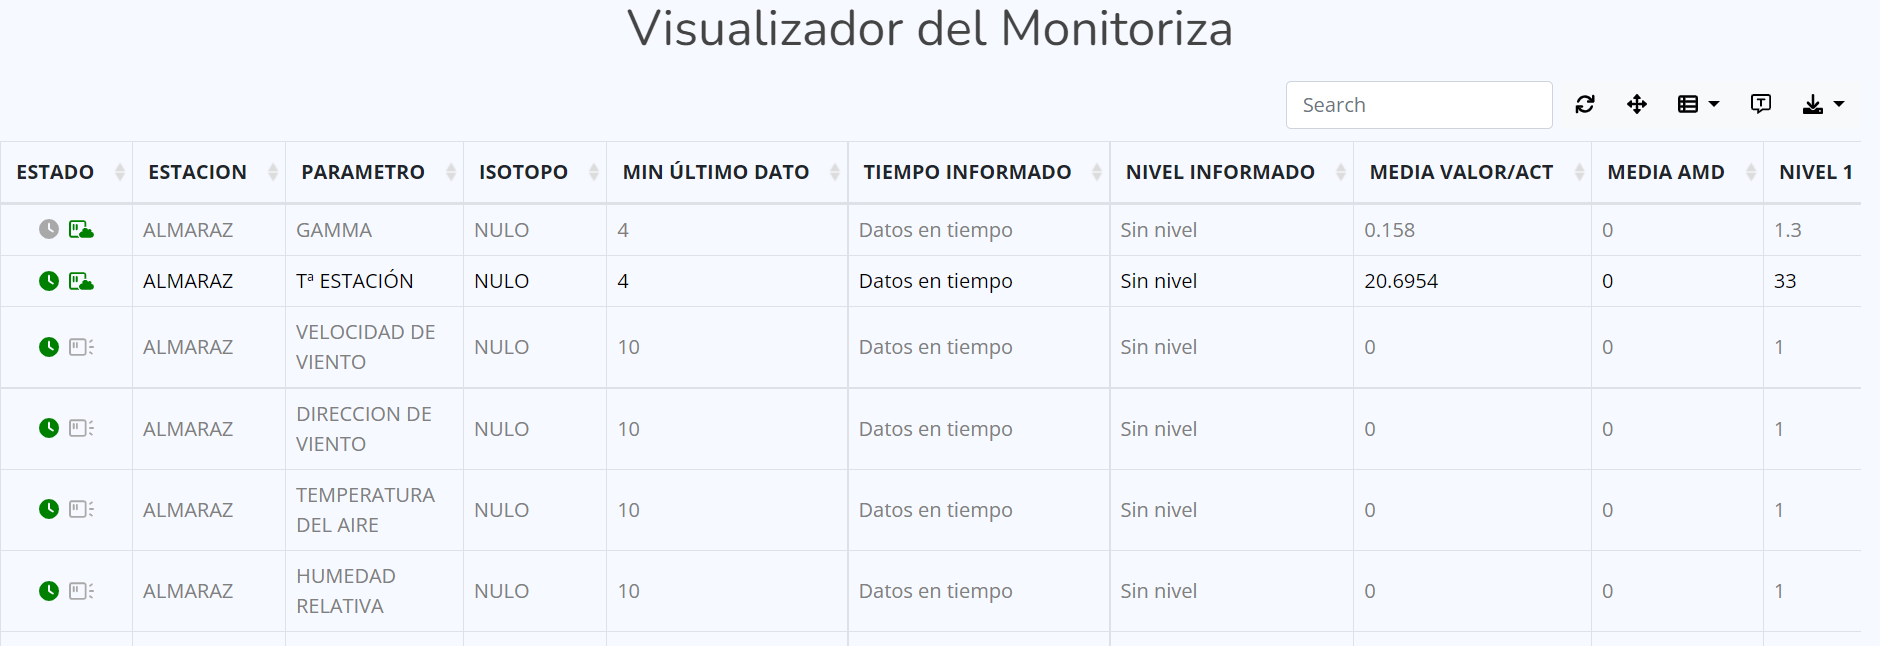 Visualizador del Monitoriza
Search
ESTADO ESTACION PARAMETRO ISOTOPO MIN ÚLTIMO DATO TIEMPO INFORMADO NIVEL INFORMADO MEDIA VALOR/ACT MEDIA AMD NIVEL 1
ALMARAZ GAMMA NULO 4 Datos en tiempo Sin nivel 0.158 0 1.3
ALMARAZ Tª ESTACIÓN NULO 4 Datos en tiempo Sin nivel 20.6954 0 33
ALMARAZ VELOCIDAD DE NULO 10 Datos en tiempo Sin nivel 0 0 1
VIENTO
ALMARAZ DIRECCION DE NULO 10 Datos en tiempo Sin nivel 0 0 1
VIENTO
ALMARAZ TEMPERATURA NULO 10 Datos en tiempo Sin nivel 0 0 1
DEL AIRE
ALMARAZ HUMEDAD NULO 10 Datos en tiempo Sin nivel 0 0 1
RELATIVA